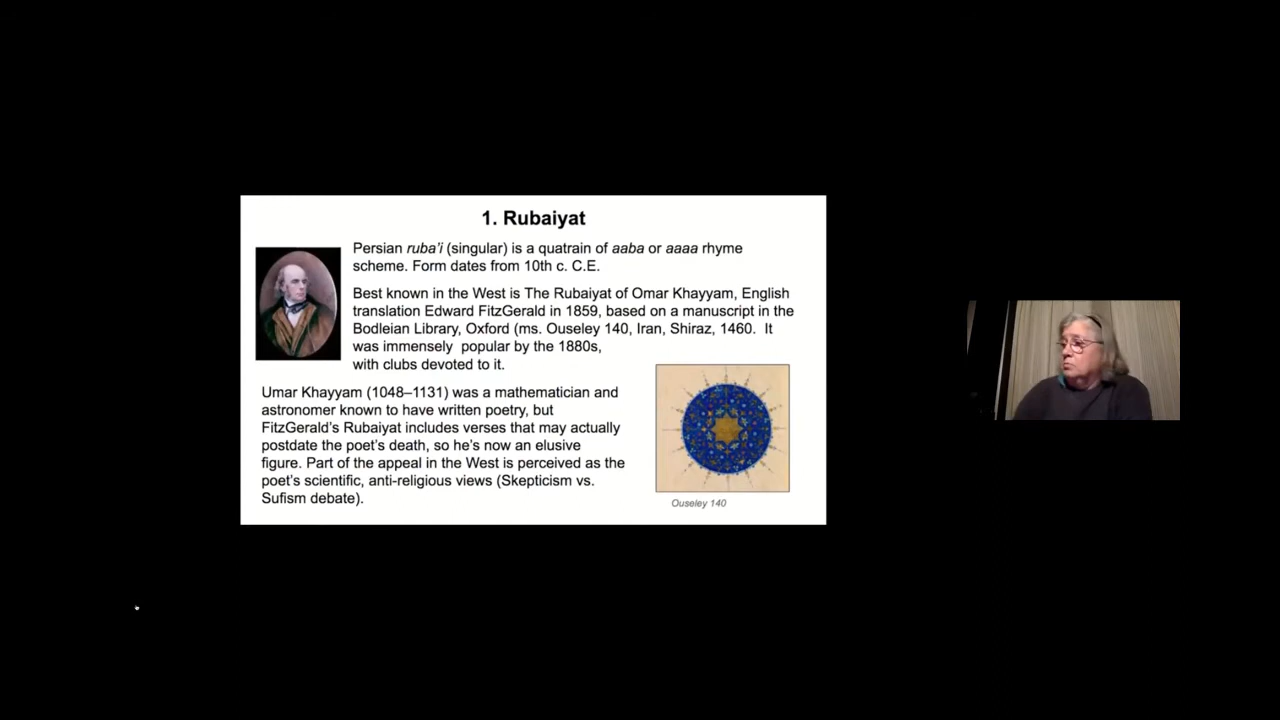 1. Rubaiyat
Persian ruba'i (singular) is a quatrain of aaba or aaaa rhyme
scheme. Form dates from 10th c. C.E.
Best known in the West is The Rubaiyat of Omar Khayyam, English
translation Edward FitzGerald in 1859, based on a manuscript in the
Bodleian Library, Oxford (ms. Ouseley 140, Iran, Shiraz, 1460.  It
was immensely  popular by the 1880s,
with clubs devoted to it.
Umar Khayyam (1048–1131) was a mathematician and
astronomer known to have written poetry, but
FitzGerald's Rubaiyat includes verses that may actually
postdate the poet's death, so he's now an elusive
figure. Part of the appeal in the West is perceived as the
poet's scientific, anti-religious views (Skepticism vs.
Sufism debate).
Ouseley 140